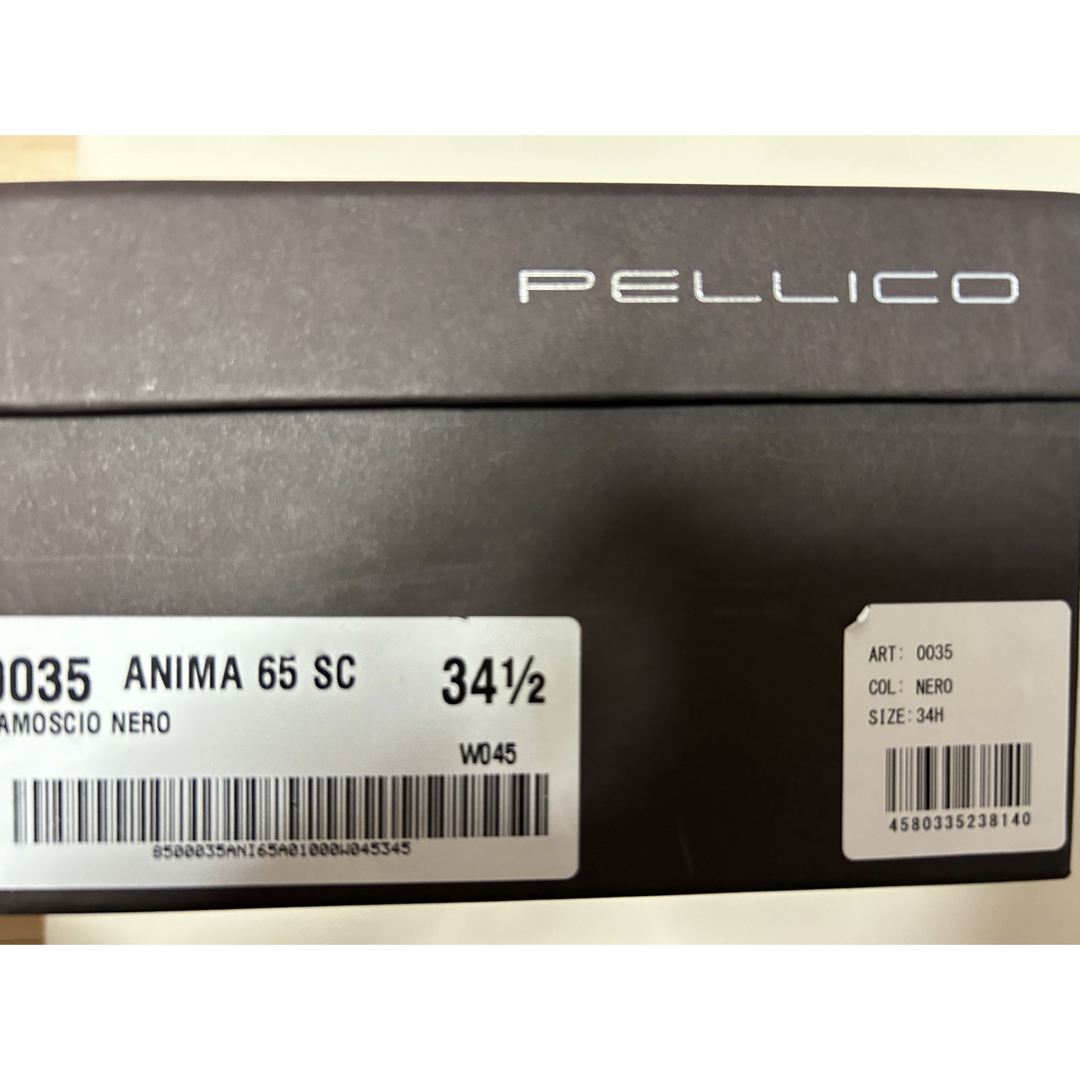 PELLICO
0035 ANIMA 65 SC 34½
AMOSCIO NERO
W045
8500035ANI65A01000W045345
ART: 0035
COL: NERO
SIZE:34H
4580335238140